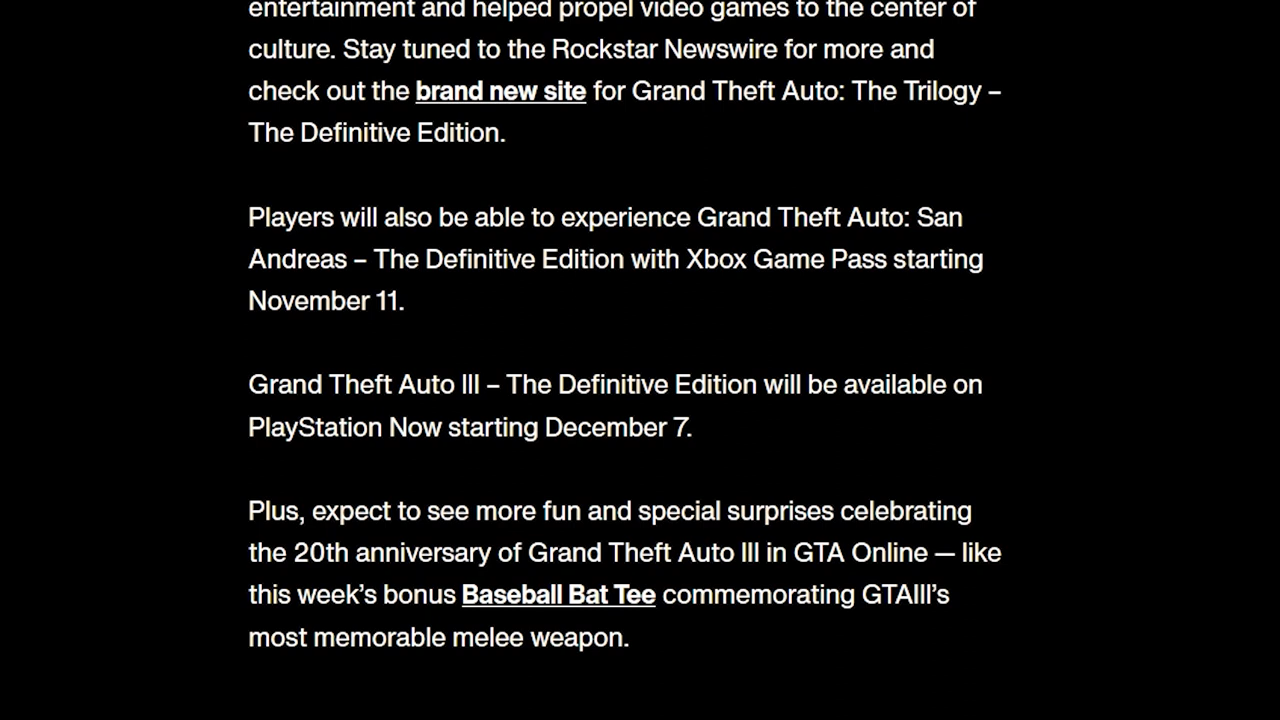 entertainment and helped propel video games to the center of
culture. Stay tuned to the Rockstar Newswire for more and
check out the brand new site for Grand Theft Auto: The Trilogy –
The Definitive Edition.
Players will also be able to experience Grand Theft Auto: San
Andreas – The Definitive Edition with Xbox Game Pass starting
November 11.
Grand Theft Auto III – The Definitive Edition will be available on
PlayStation Now starting December 7.
Plus, expect to see more fun and special surprises celebrating
the 20th anniversary of Grand Theft Auto III in GTA Online — like
this week’s bonus Baseball Bat Tee commemorating GTAIII’s
most memorable melee weapon.